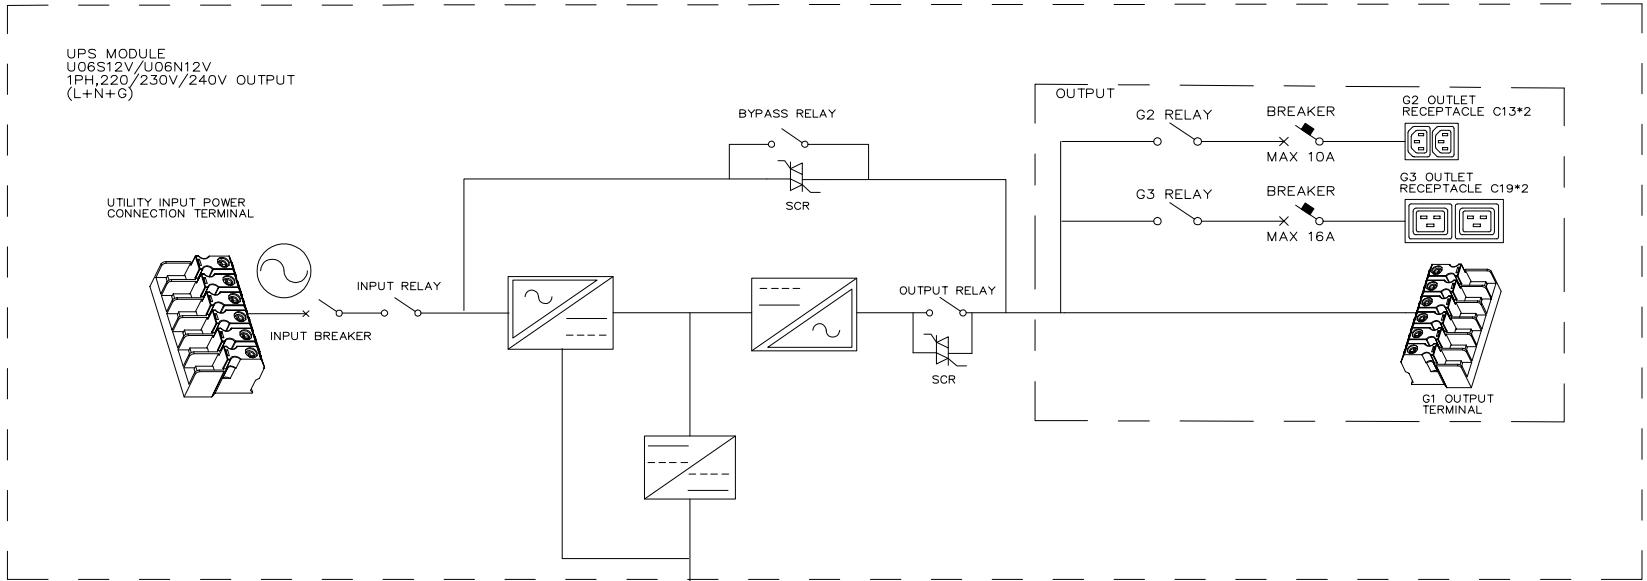 UPS MODULE
U06S12V/U06N12V
1PH,220/230V/240V OUTPUT
(L+N+G)
UTILITY INPUT POWER
CONNECTION TERMINAL
INPUT BREAKER
INPUT RELAY
BYPASS RELAY
SCR
OUTPUT RELAY
SCR
OUTPUT
G2 RELAY
BREAKER
MAX 10A
G2 OUTLET
RECEPTACLE C13*2
G3 RELAY
BREAKER
MAX 16A
G3 OUTLET
RECEPTACLE C19*2
G1 OUTPUT
TERMINAL